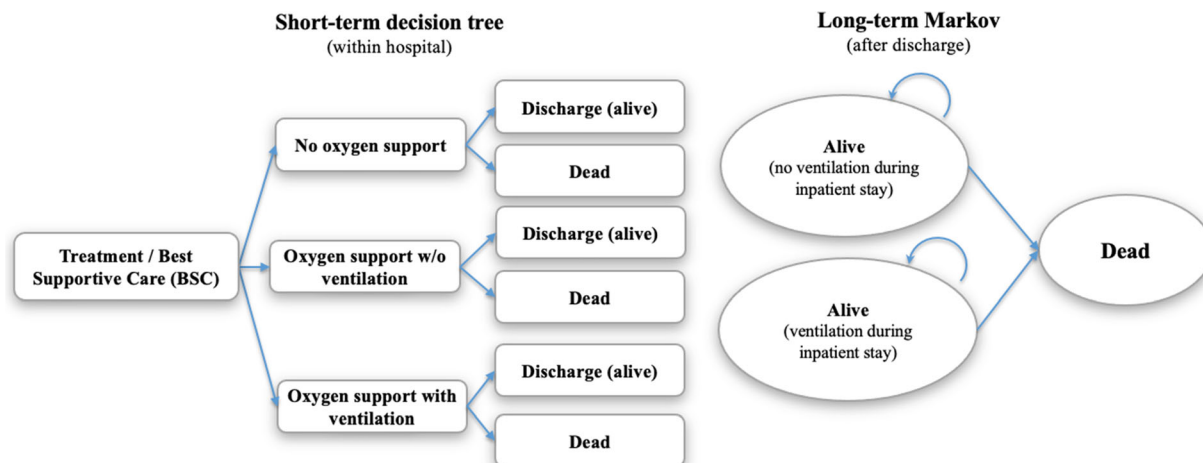 Short-term decision tree
(within hospital)
Treatment / Best
Supportive Care (BSC)
No oxygen support
Discharge (alive)
Dead
Oxygen support w/o
ventilation
Discharge (alive)
Dead
Oxygen support with
ventilation
Discharge (alive)
Dead
Long-term Markov
(after discharge)
Alive
(no ventilation during
inpatient stay)
Alive
(ventilation during
inpatient stay)
Dead